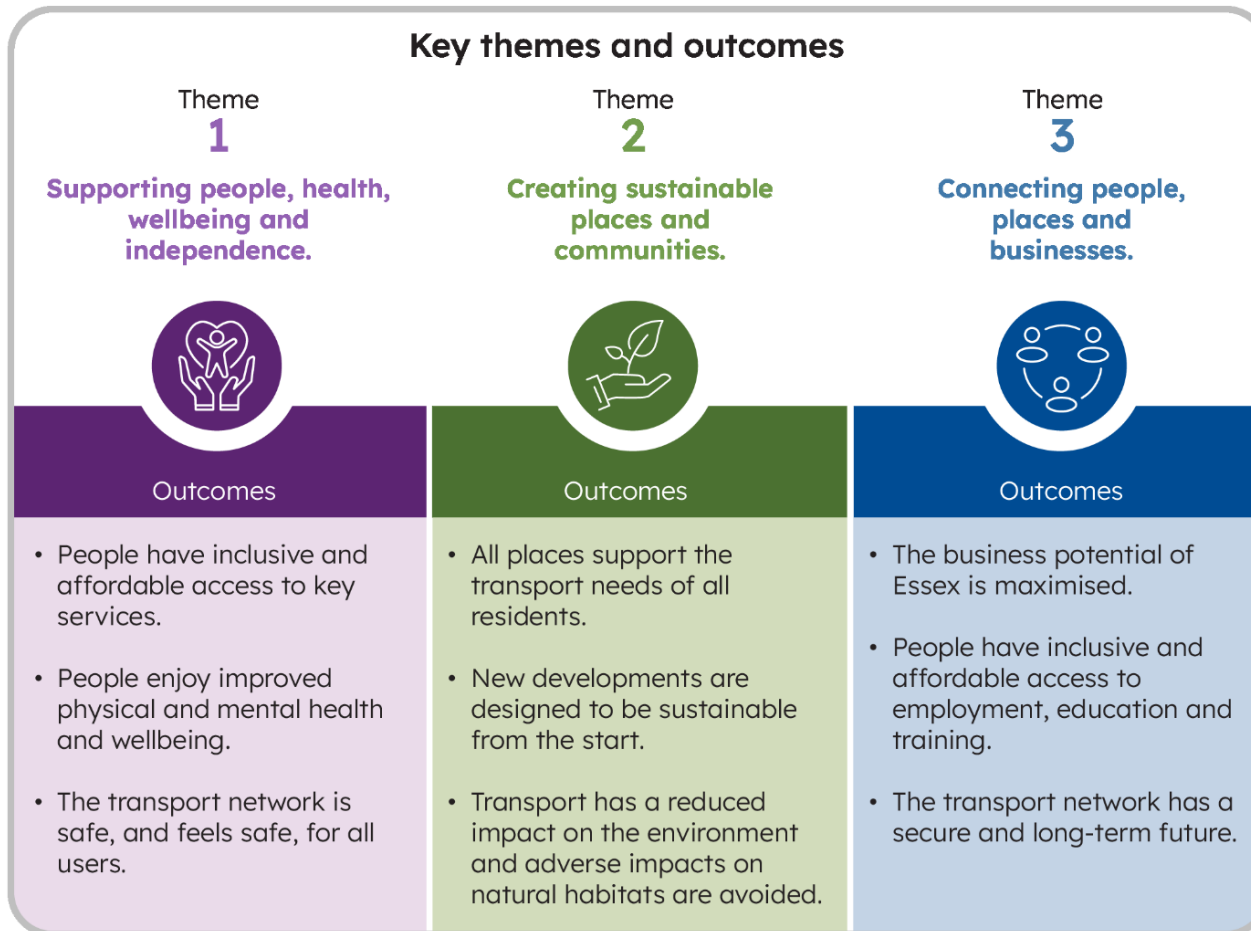 Key themes and outcomes
Theme
1
Supporting people, health,
wellbeing and
independence.
Theme
2
Creating sustainable
places and
communities.
Theme
3
Connecting people,
places and
businesses.
Outcomes
• People have inclusive and
affordable access to key
services.
• People enjoy improved
physical and mental health
and wellbeing.
• The transport network is
safe, and feels safe, for all
users.
Outcomes
• All places support the
transport needs of all
residents.
• New developments are
designed to be sustainable
from the start.
• Transport has a reduced
impact on the environment
and adverse impacts on
natural habitats are avoided.
Outcomes
• The business potential of
Essex is maximised.
• People have inclusive and
affordable access to
employment, education and
training.
• The transport network has a
secure and long-term future.